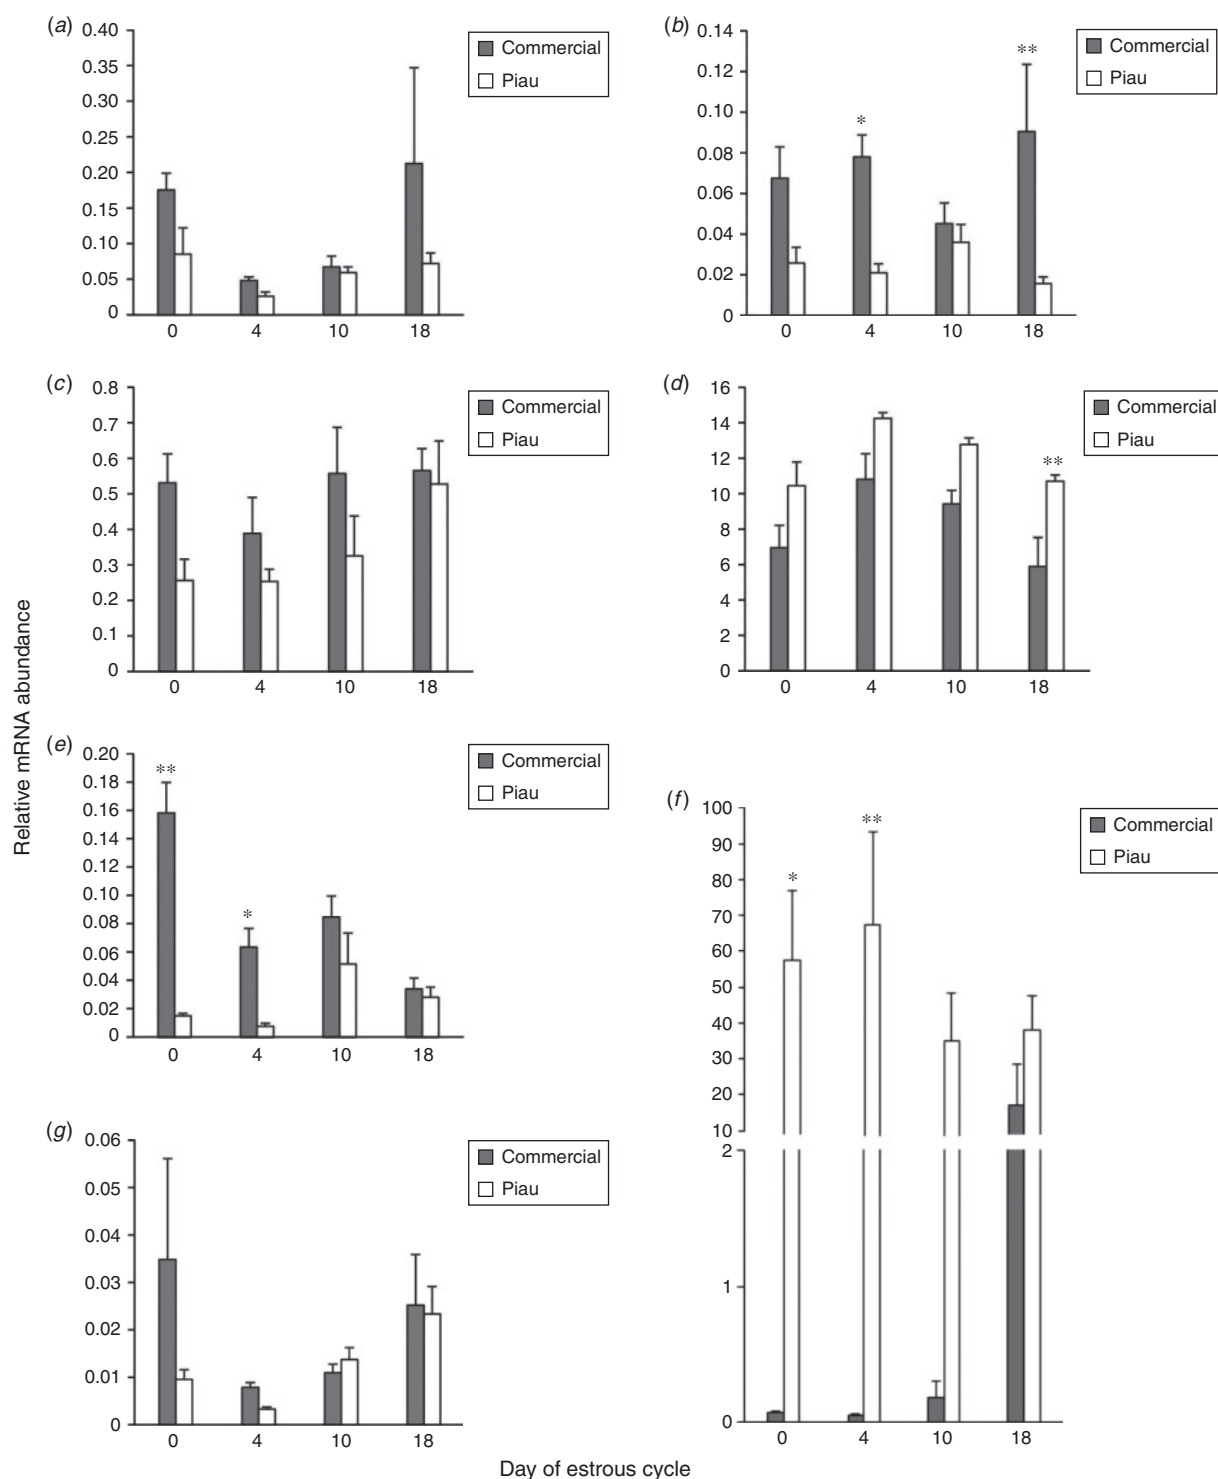 (a)
0.40
0.35
0.30
0.25
0.20
0.15
0.10
0.05
0
0 4 10 18
Commercial
Piau
(b)
0.14
0.12
0.10
0.08
0.06
0.04
0.02
0
* **
0 4 10 18
Commercial
Piau
(c)
0.8
0.7
0.6
0.5
0.4
0.3
0.2
0.1
0
0 4 10 18
Commercial
Piau
(d)
16
14
12
10
8
6
4
2
0
**
0 4 10 18
Commercial
Piau
(e)
0.20
0.18
0.16
0.14
0.12
0.10
0.08
0.06
0.04
0.02
0
** *
0 4 10 18
Commercial
Piau
(f)
100
90
80
70
60
50
40
30
20
10
2
1
0
* **
0 4 10 18
Commercial
Piau
(g)
0.06
0.05
0.04
0.03
0.02
0.01
0
0 4 10 18
Commercial
Piau
Relative mRNA abundance
Day of estrous cycle